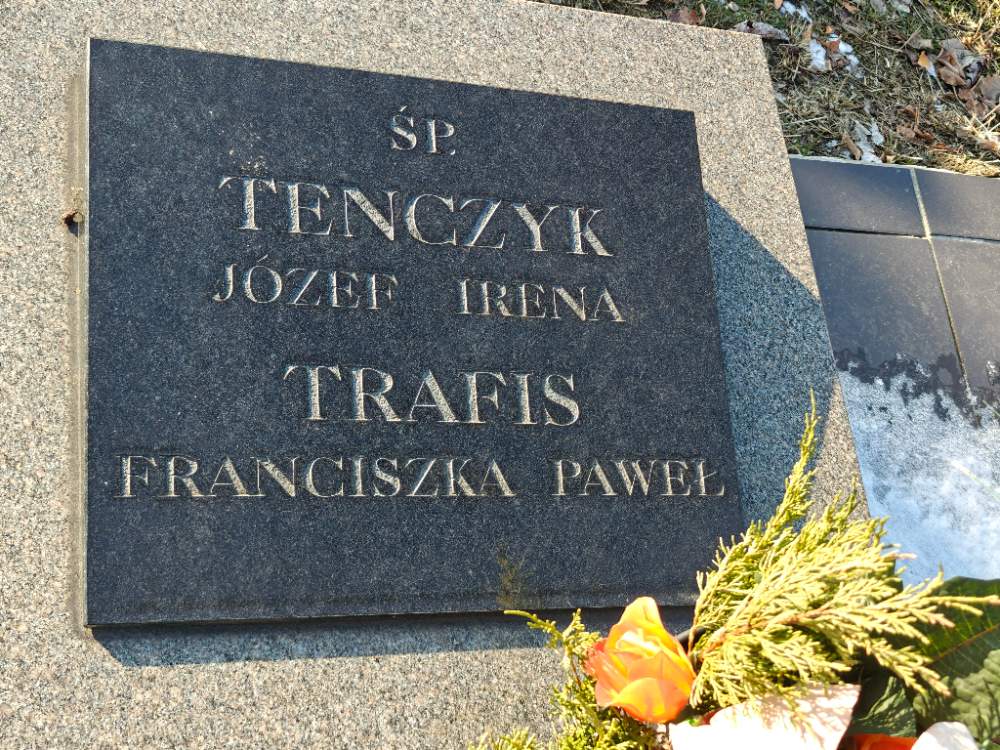 ŚP.
TENCZYK
JÓZEF IRENA
TRAFIS
FRANCISZKA PAWEŁ